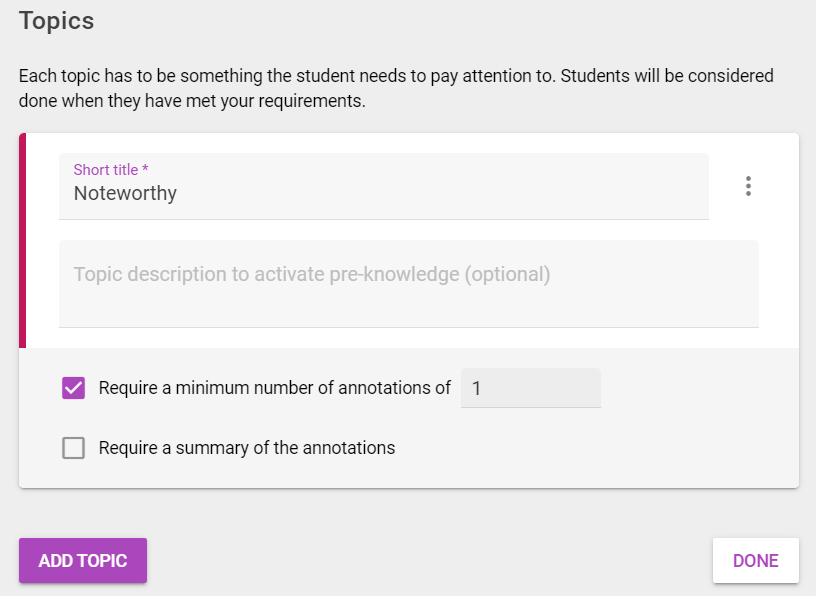 Topics
Each topic has to be something the student needs to pay attention to. Students will be considered
done when they have met your requirements.
Short title *
Noteworthy
Topic description to activate pre-knowledge (optional)
Require a minimum number of annotations of 1
Require a summary of the annotations
ADD TOPIC
DONE